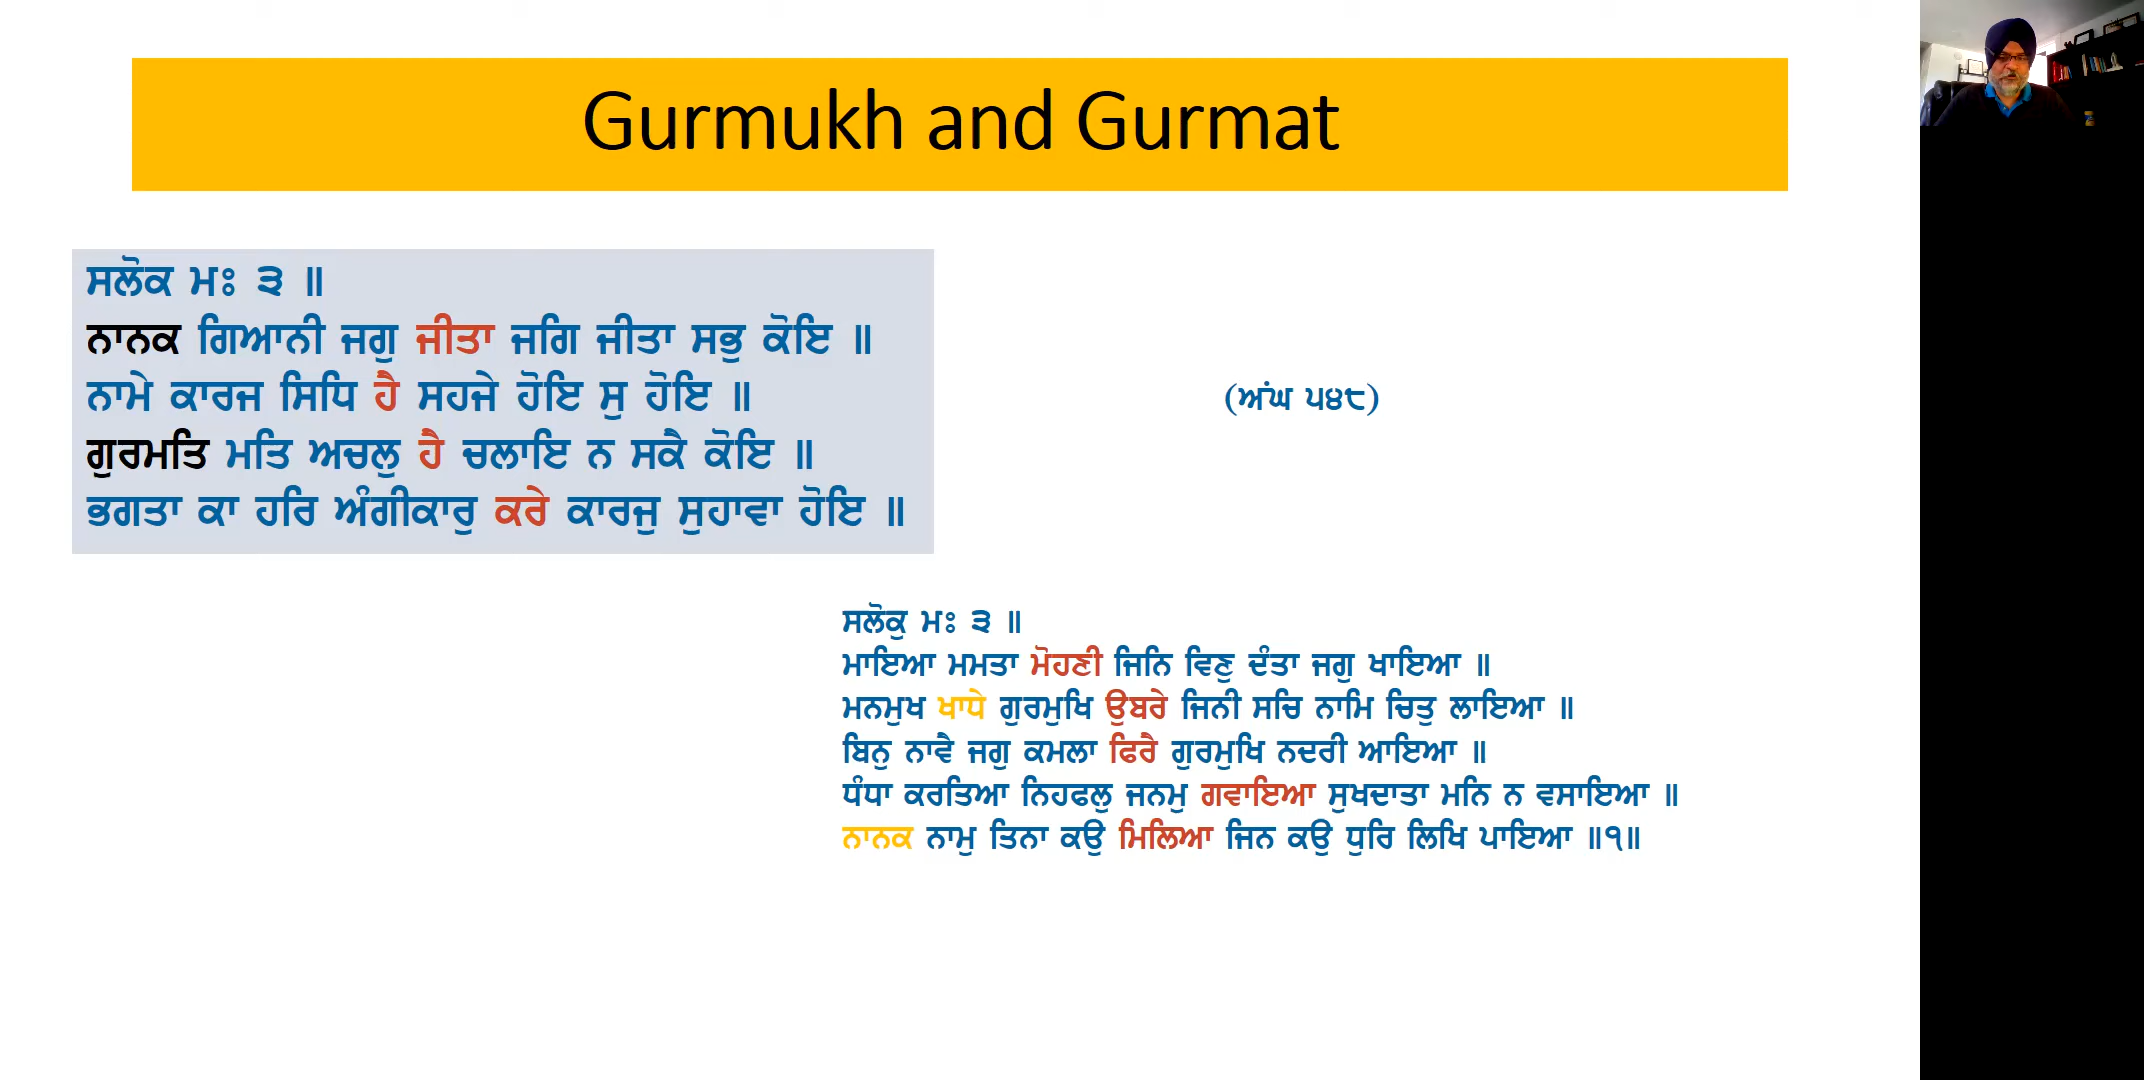 Gurmukh and Gurmat
ਸਲੋਕ ਮਃ ੩ ॥
ਨਾਨਕ ਗਿਆਨੀ ਜਗੁ ਜੀਤਾ ਜਗਿ ਜੀਤਾ ਸਭੁ ਕੋਇ ॥
ਨਾਮੇ ਕਾਰਜ ਸਿਧਿ ਹੈ ਸਹਜੇ ਹੋਇ ਸੁ ਹੋਇ ॥
ਗੁਰਮਤਿ ਮਤਿ ਅਚਲੁ ਹੈ ਚਲਾਇ ਨ ਸਕੈ ਕੋਇ ॥
ਭਗਤਾ ਕਾ ਹਰਿ ਅੰਗੀਕਾਰੁ ਕਰੇ ਕਾਰਜੁ ਸੁਹਾਵਾ ਹੋਇ ॥
(ਅਂਘ ੫੪੮)
ਸਲੋਕੁ ਮਃ ੩ ॥
ਮਾਇਆ ਮਮਤਾ ਮੋਹਣੀ ਜਿਨਿ ਵਿਣੁ ਦੰਤਾ ਜਗੁ ਖਾਇਆ ॥
ਮਨਮੁਖ ਖਾਧੇ ਗੁਰਮੁਖਿ ਉਬਰੇ ਜਿਨੀ ਸਚਿ ਨਾਮਿ ਚਿਤੁ ਲਾਇਆ ॥
ਬਿਨੁ ਨਾਵੈ ਜਗੁ ਕਮਲਾ ਫਿਰੈ ਗੁਰਮੁਖਿ ਨਦਰੀ ਆਇਆ ॥
ਧੰਧਾ ਕਰਤਿਆ ਨਿਹਫਲੁ ਜਨਮੁ ਗਵਾਇਆ ਸੁਖਦਾਤਾ ਮਨਿ ਨ ਵਸਾਇਆ ॥
ਨਾਨਕ ਨਾਮੁ ਤਿਨਾ ਕਉ ਮਿਲਿਆ ਜਿਨ ਕਉ ਧੁਰਿ ਲਿਖਿ ਪਾਇਆ ॥੧॥